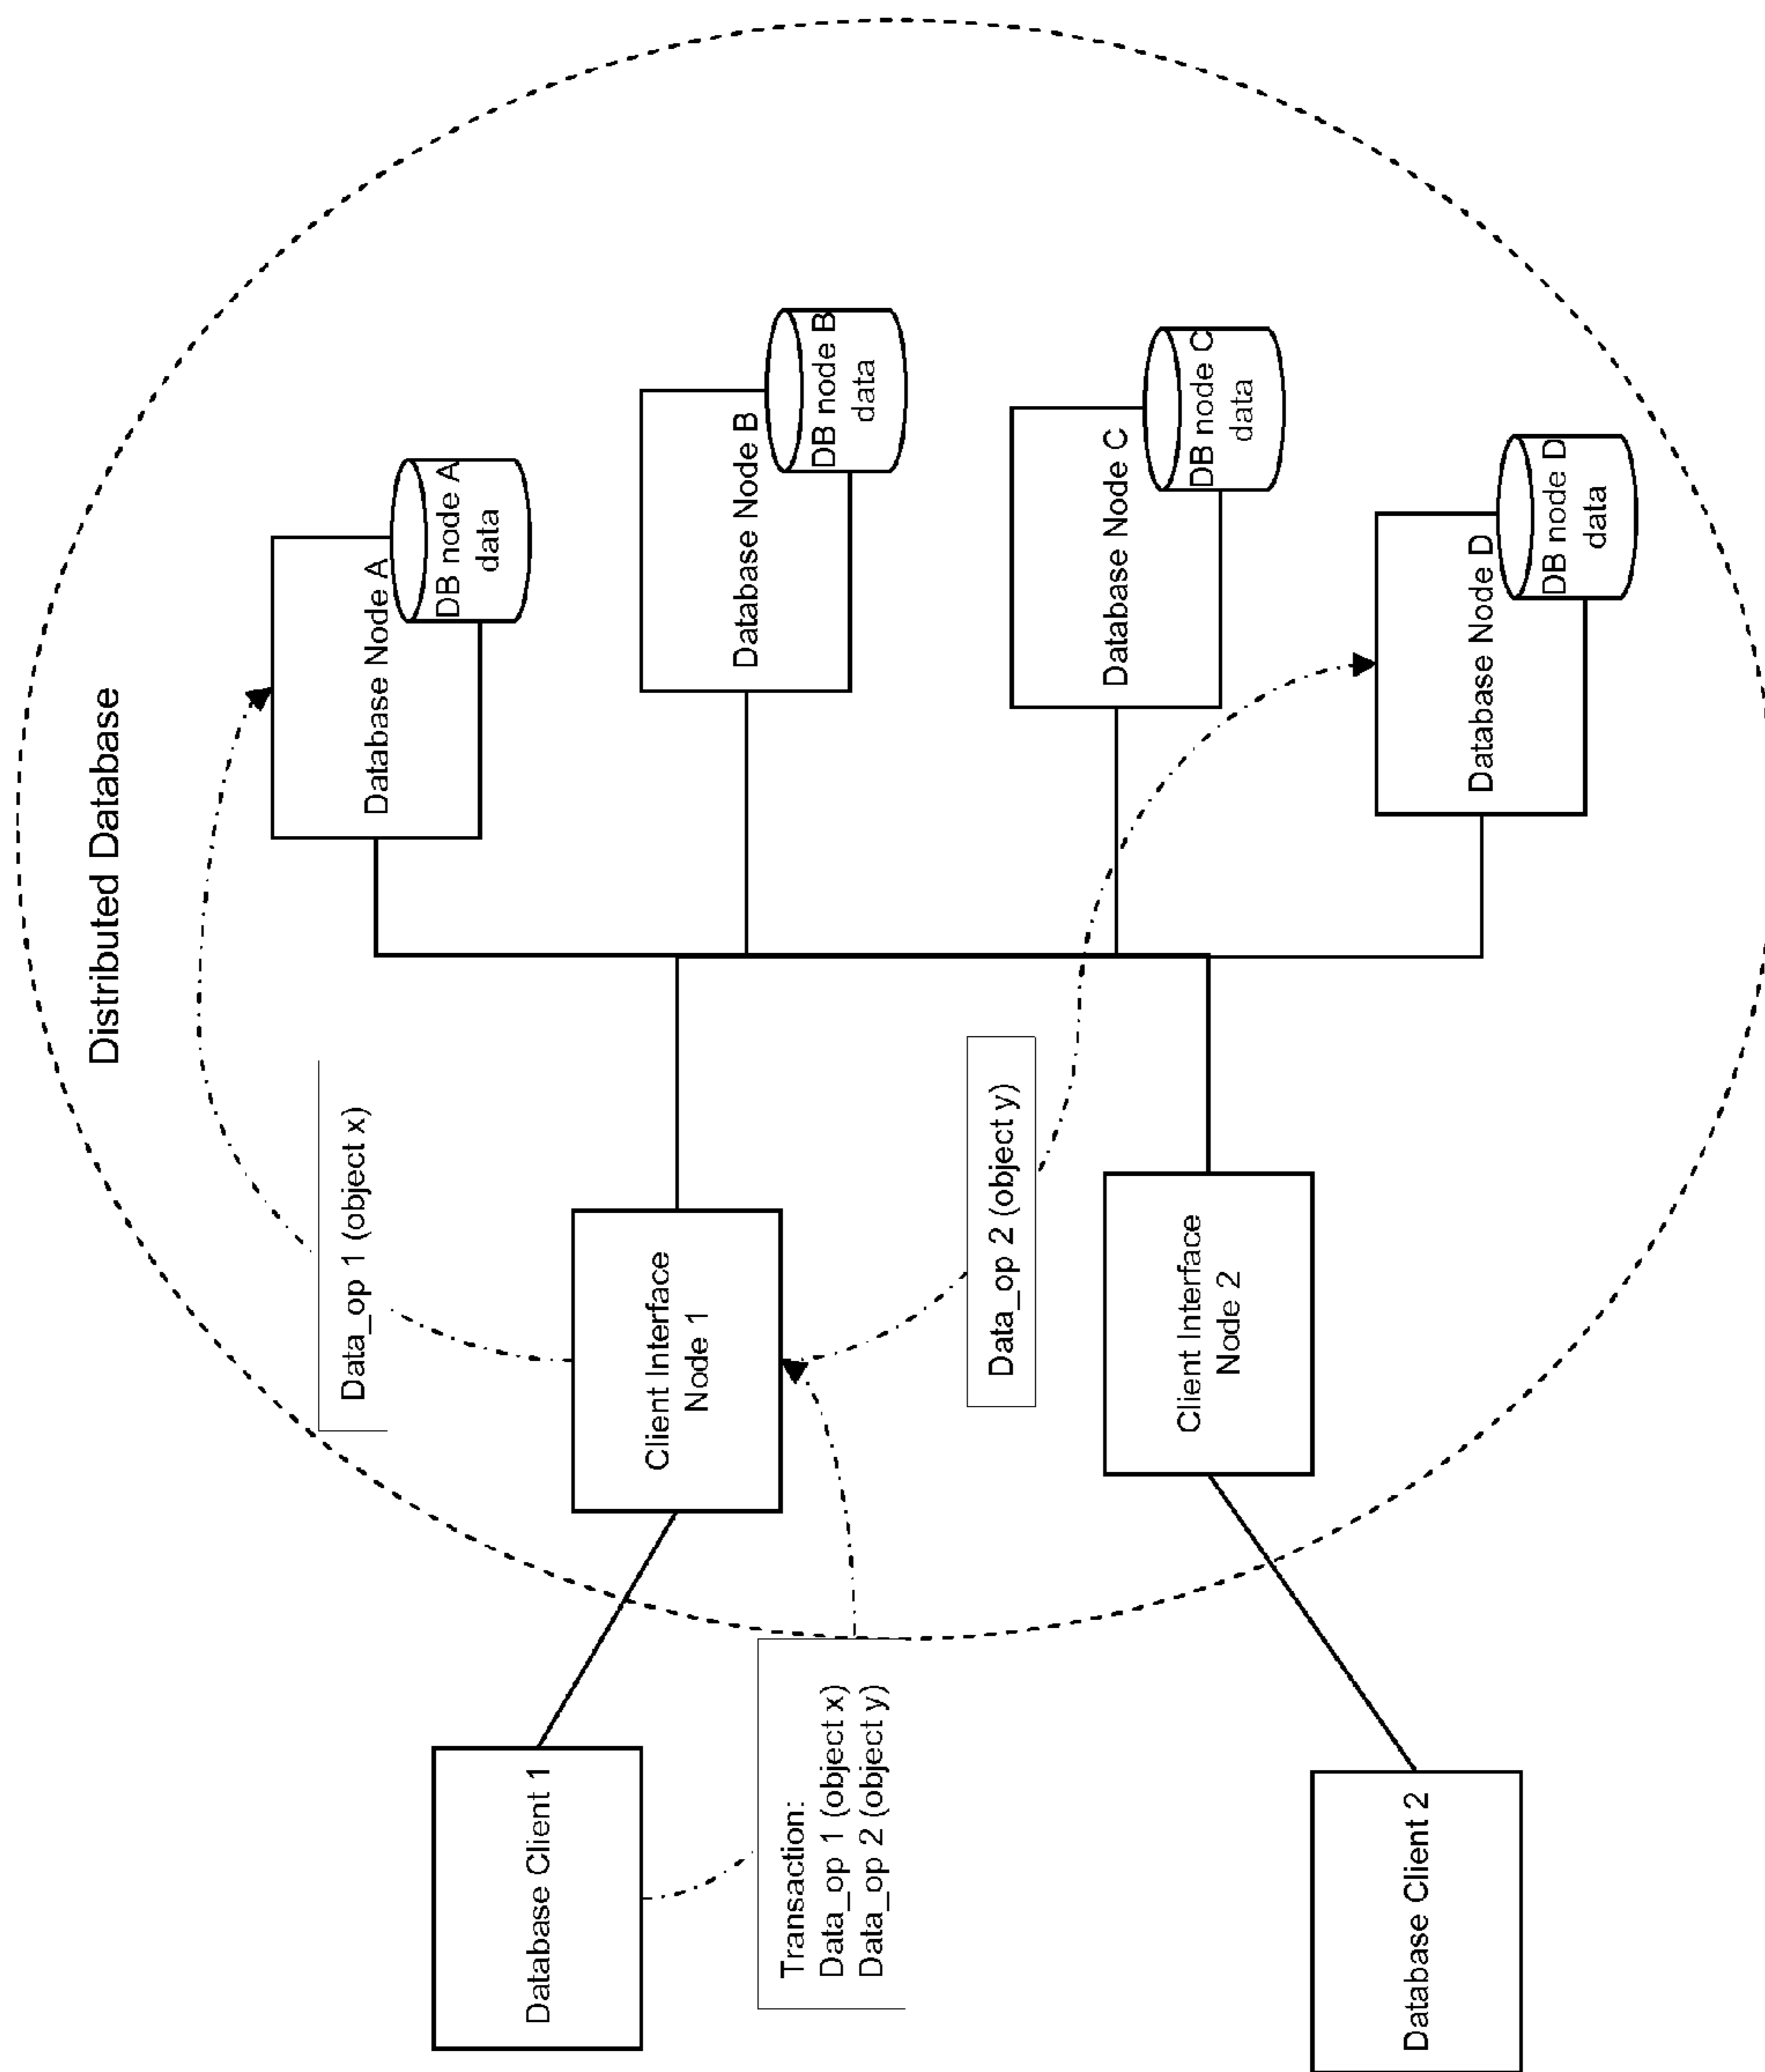 Distributed Database
Database Node A
DB node A
data
Database Node B
DB node B
data
Database Node C
DB node C
data
Database Node D
DB node D
data
Data_op 1 (object x)
Client Interface
Node 1
Data_op 2 (object y)
Client Interface
Node 2
Database Client 1
Transaction:
Data_op 1 (object x)
Data_op 2 (object y)
Database Client 2